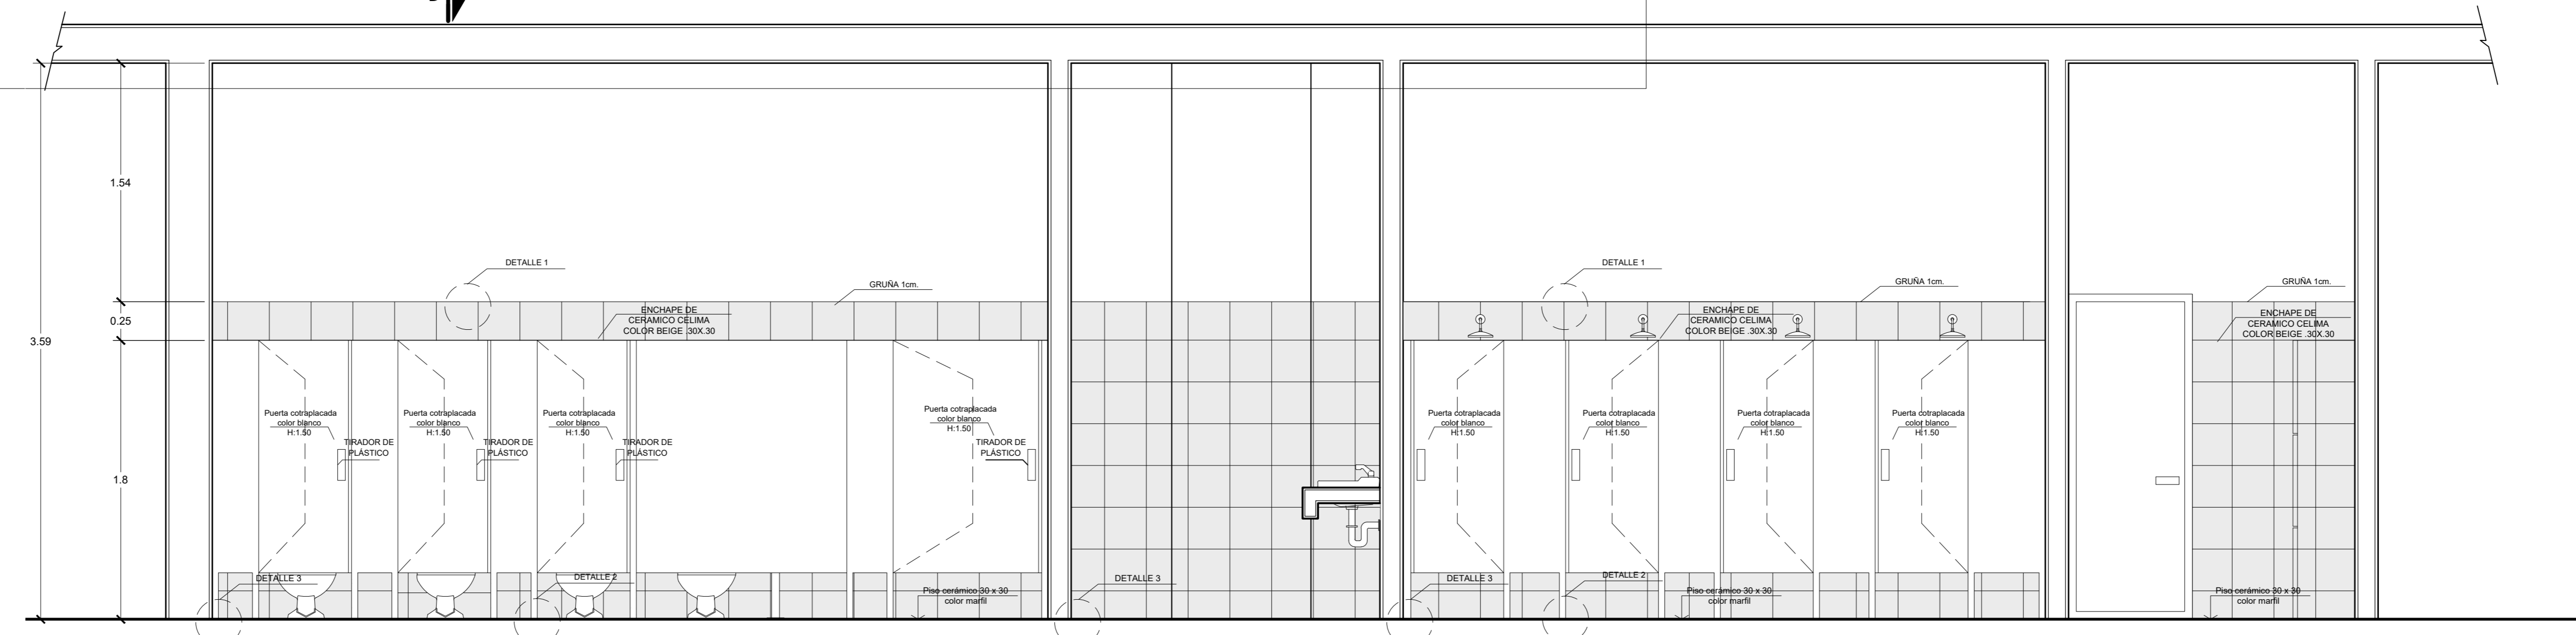 1.54
0.25
3.59
1.8
DETALLE 1
GRUÑA 1cm.
ENCHAPE DE
CERAMICO CELIMA
COLOR BEIGE .30X.30
Puerta cotraplacada
color blanco
H:1.50
TIRADOR DE
PLÁSTICO
Puerta cotraplacada
color blanco
H:1.50
TIRADOR DE
PLÁSTICO
Puerta cotraplacada
color blanco
H:1.50
TIRADOR DE
PLÁSTICO
Puerta cotraplacada
color blanco
H:1.50
TIRADOR DE
PLÁSTICO
DETALLE 3
DETALLE 2
Piso cerámico 30 x 30
color marfil
DETALLE 3
DETALLE 1
GRUÑA 1cm.
ENCHAPE DE
CERAMICO CELIMA
COLOR BEIGE .30X.30
Puerta cotraplacada
color blanco
H:1.50
Puerta cotraplacada
color blanco
H:1.50
Puerta cotraplacada
color blanco
H:1.50
Puerta cotraplacada
color blanco
H:1.50
DETALLE 3
DETALLE 2
Piso cerámico 30 x 30
color marfil
GRUÑA 1cm.
ENCHAPE DE
CERAMICO CELIMA
COLOR BEIGE .30X.30
Piso cerámico 30 x 30
color marfil